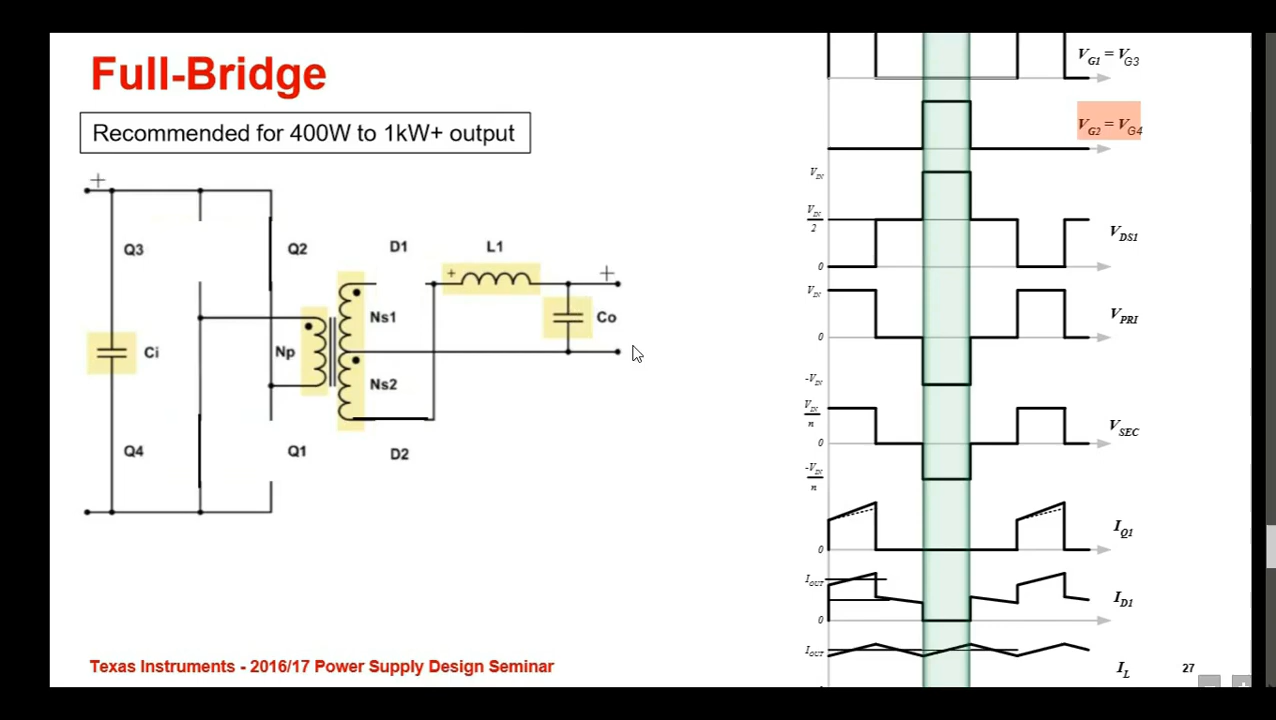 Full-Bridge
Recommended for 400W to 1kW+ output
+
Q3
Q2
D1
L1
+
+
Ci
Np
Ns1
Ns2
Co
Q4
Q1
D2
VG1 = VG3
VG2 = VG4
VIN
VIN/2
0
VDS1
VIN
0
-VIN
VPRI
VIN/n
0
-VIN/n
VSEC
0
IQ1
IOUT
0
ID1
IOUT
IL
Texas Instruments - 2016/17 Power Supply Design Seminar
27